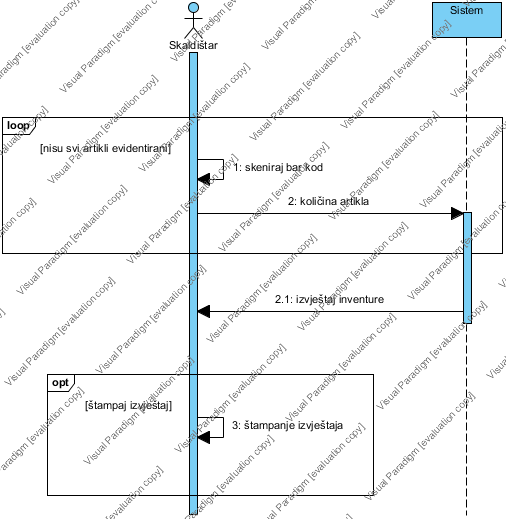 Sistem
Skaldištar
loop
[nisu svi artikli evidentirani]
1: skeniraj bar kod
2: količina artikla
2.1: izvještaj inventure
opt
[štampaj izvještaj]
3: štampanje izvještaja
Visual Paradigm [evaluation copy]